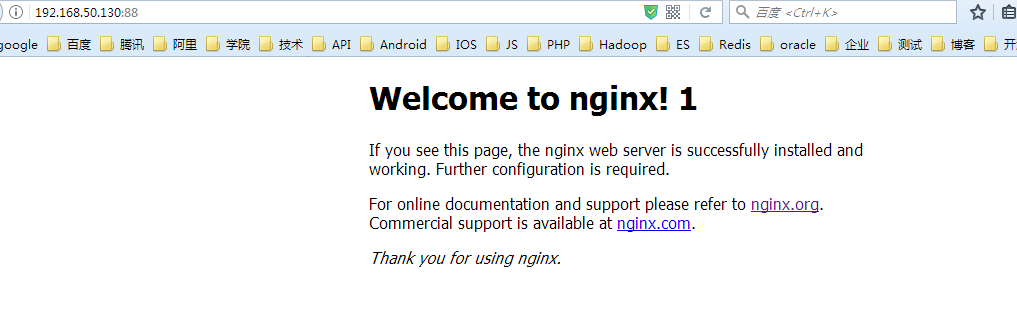 192.168.50.130:88
百度 <Ctrl+K>
google 百度 腾讯 阿里 学院 技术 API Android IOS JS PHP Hadoop ES Redis oracle 企业 测试 博客 开
Welcome to nginx! 1
If you see this page, the nginx web server is successfully installed and
working. Further configuration is required.
For online documentation and support please refer to nginx.org.
Commercial support is available at nginx.com.
Thank you for using nginx.